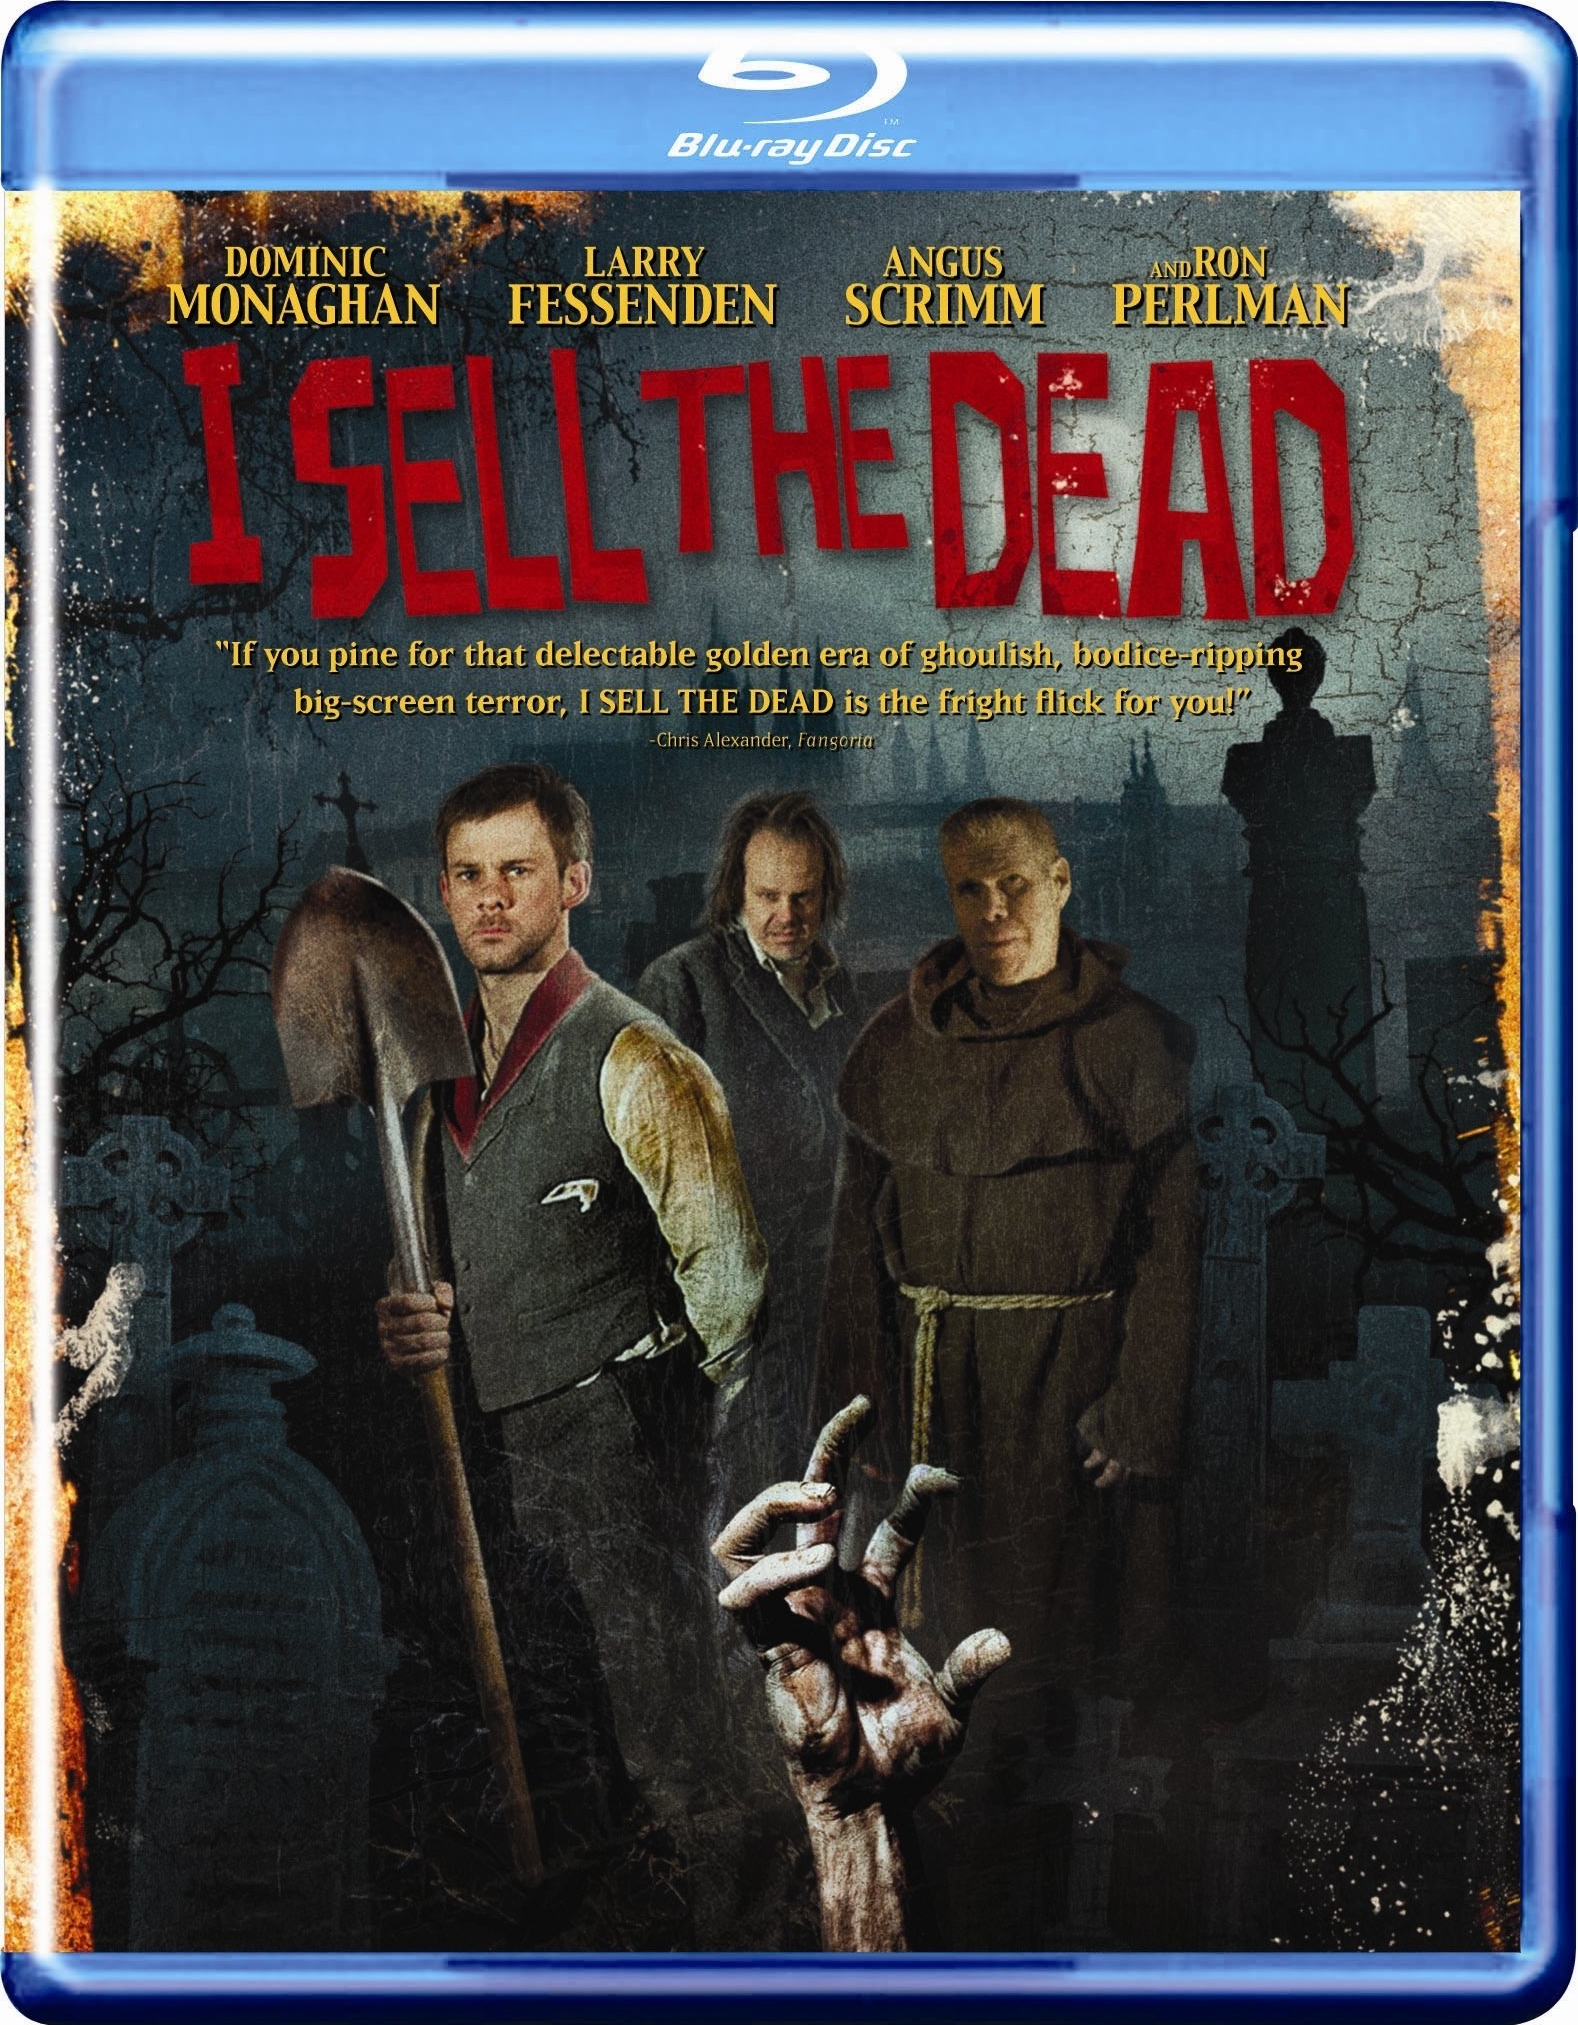 Blu-ray Disc
TM
DOMINIC LARRY ANGUS AND RON
MONAGHAN FESSENDEN SCRIMM PERLMAN
I SELL THE DEAD
"If you pine for that delectable golden era of ghoulish, bodice-ripping
big-screen terror, I SELL THE DEAD is the fright flick for you!"
-Chris Alexander, Fangoria